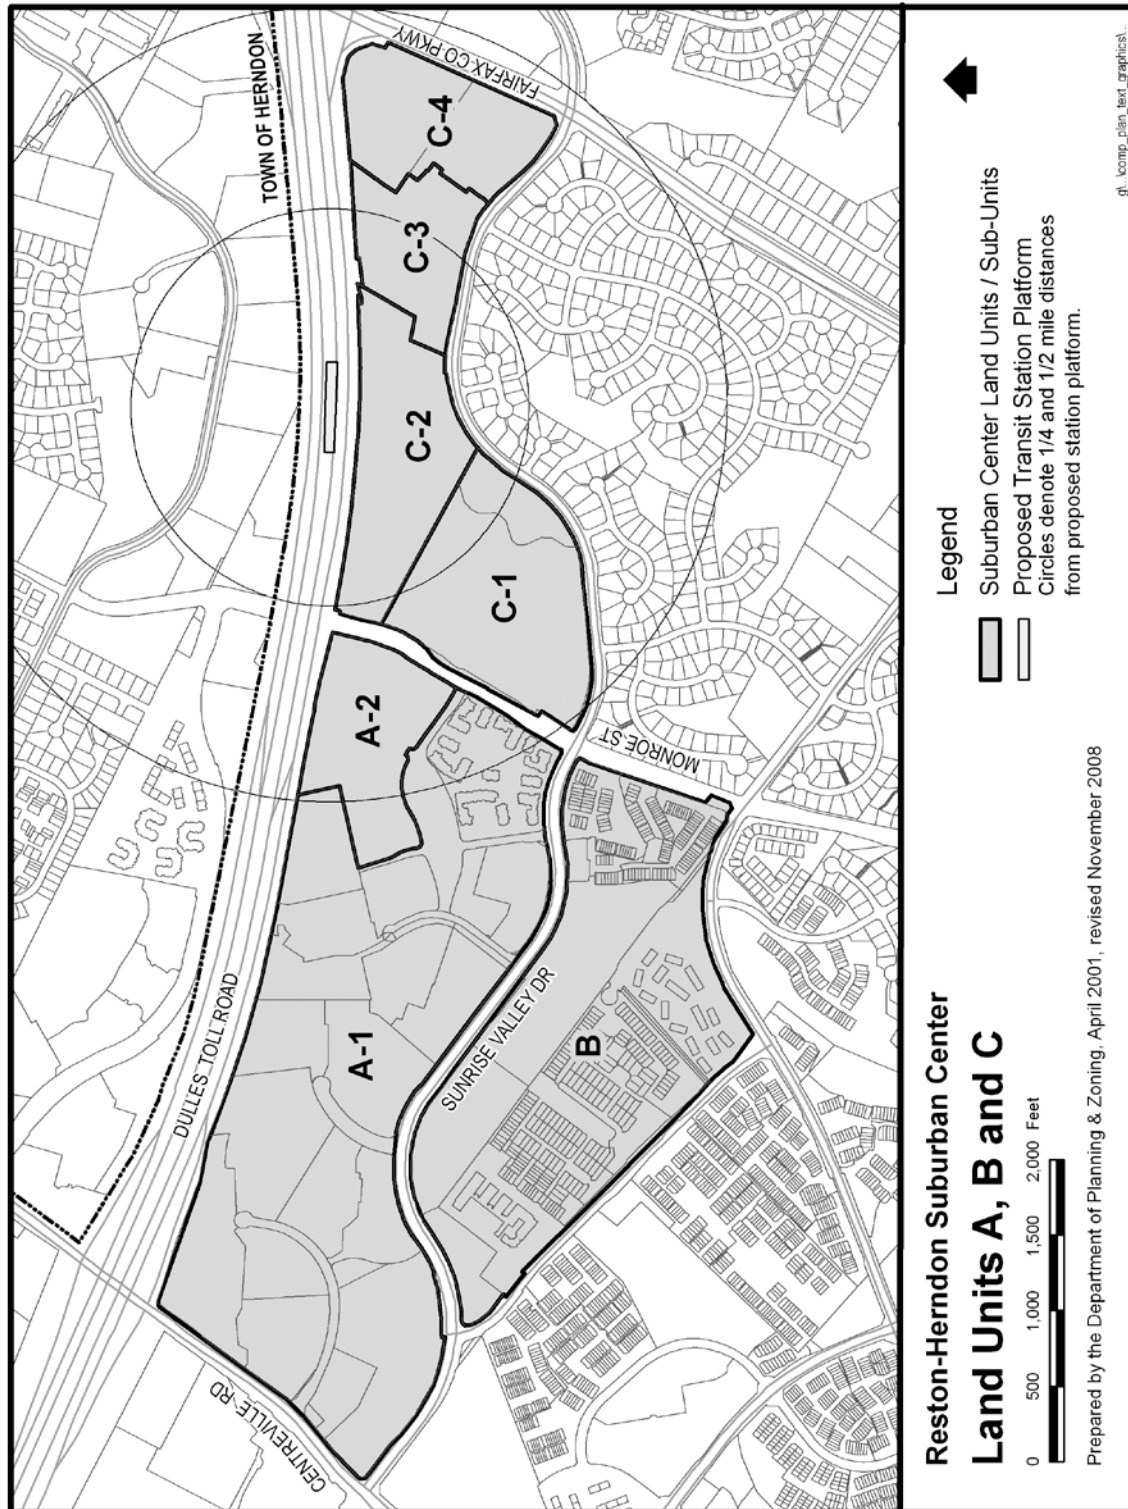 TOWN OF HERNDON
FAIRFAX CO PKWY
DULLES TOLL ROAD
CENTREVILLE RD
SUNRISE VALLEY DR
MONROE ST
A-1
A-2
B
C-1
C-2
C-3
C-4
Reston-Herndon Suburban Center
Land Units A, B and C
0 500 1,000 1,500 2,000 Feet
Prepared by the Department of Planning & Zoning, April 2001, revised November 2008
Legend
Suburban Center Land Units / Sub-Units
Proposed Transit Station Platform
Circles denote 1/4 and 1/2 mile distances
from proposed station platform.
g\...\comp_plan_text_graphics\...